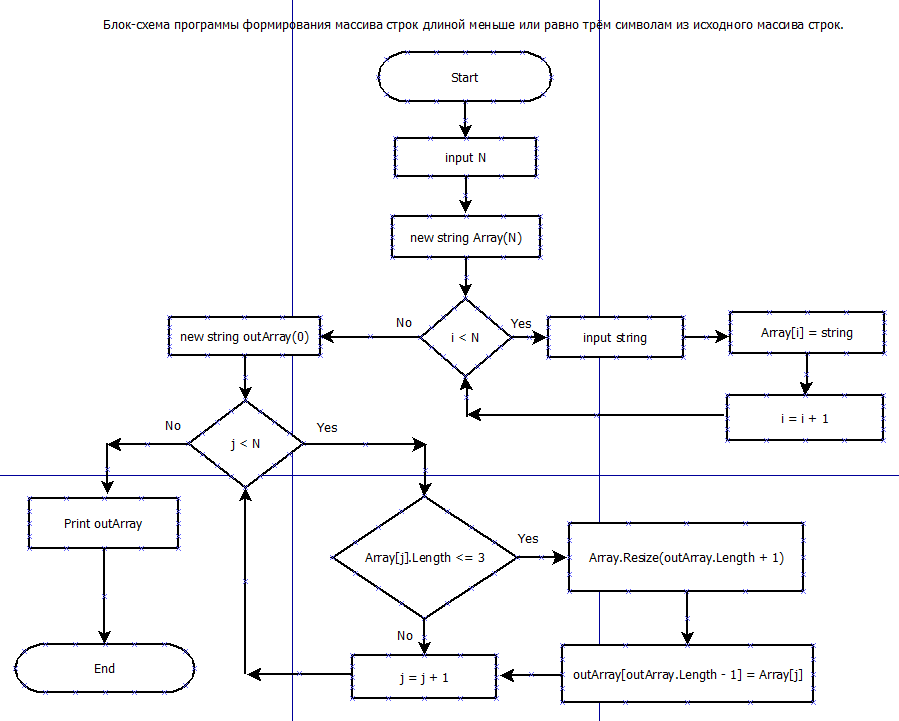 Блок-схема программы формирования массива строк длиной меньше или равно трём символам из исходного массива строк.
Start
input N
new string Array(N)
i < N
No
Yes
new string outArray(0)
input string
Array[i] = string
i = i + 1
j < N
No
Yes
Print outArray
End
Array[j].Length <= 3
Yes
No
Array.Resize(outArray.Length + 1)
outArray[outArray.Length - 1] = Array[j]
j = j + 1